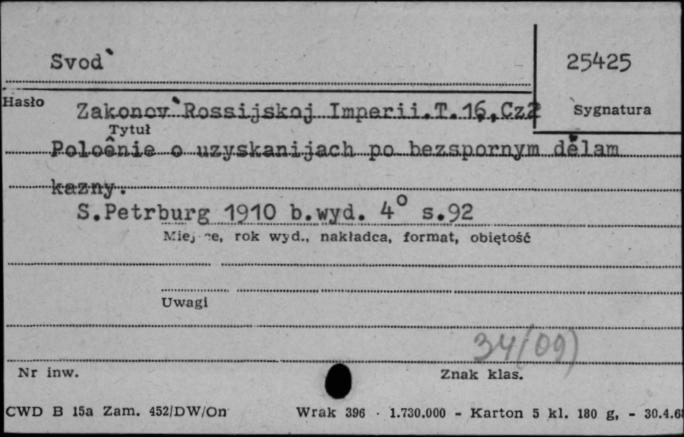 Svod`
25425
Hasło
Zakonov`Rossijskoj Imperii.T.16,Cz2
Sygnatura
Tytuł
Poloênie o uzyskanijach po bezspornym dělam
kazny.
S.Petrburg 1910 b.wyd. 4° s.92
Miejsce, rok wyd., nakładca, format, objętość
Uwagi
34(09)
Nr inw.
Znak klas.
CWD B 15a Zam. 452/DW/On Wrak 396 · 1.730.000 - Karton 5 kl. 180 g, - 30.4.6